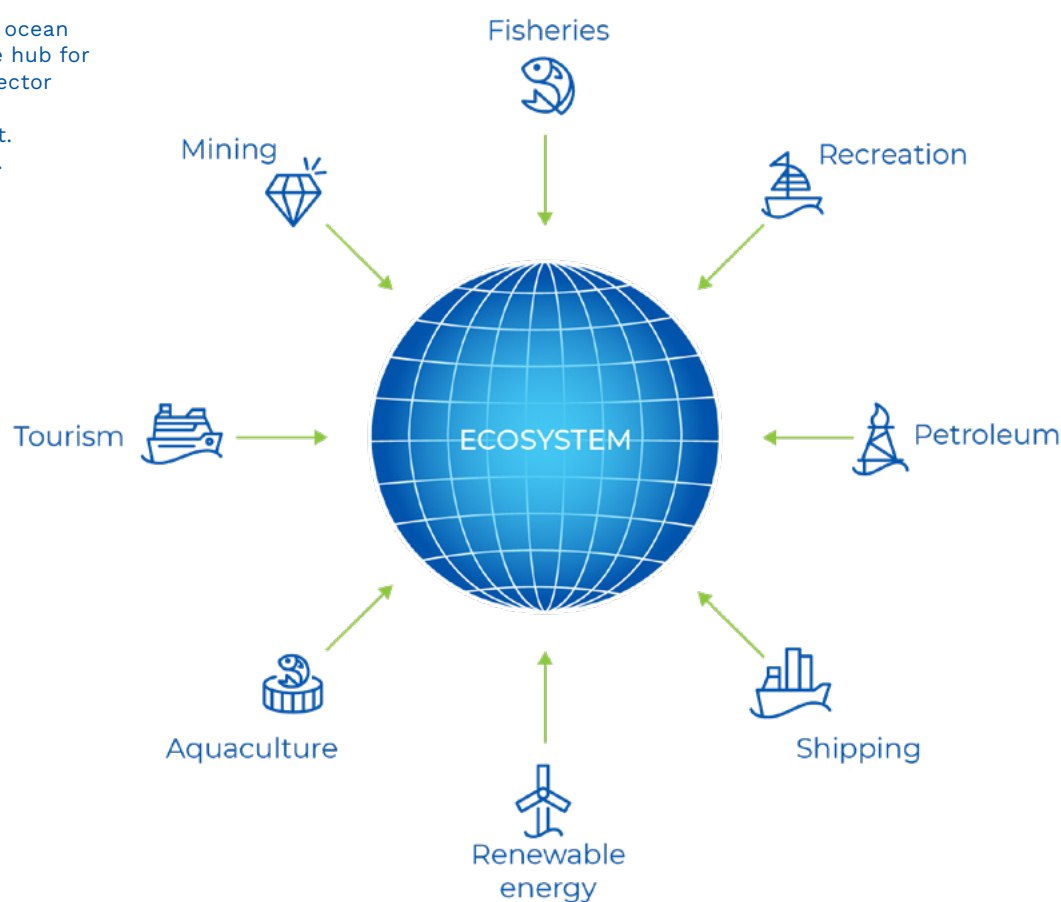 ocean
hub for
ector
t.
.
Fisheries
Mining
Recreation
Tourism
ECOSYSTEM
Petroleum
Aquaculture
Shipping
Renewable
energy